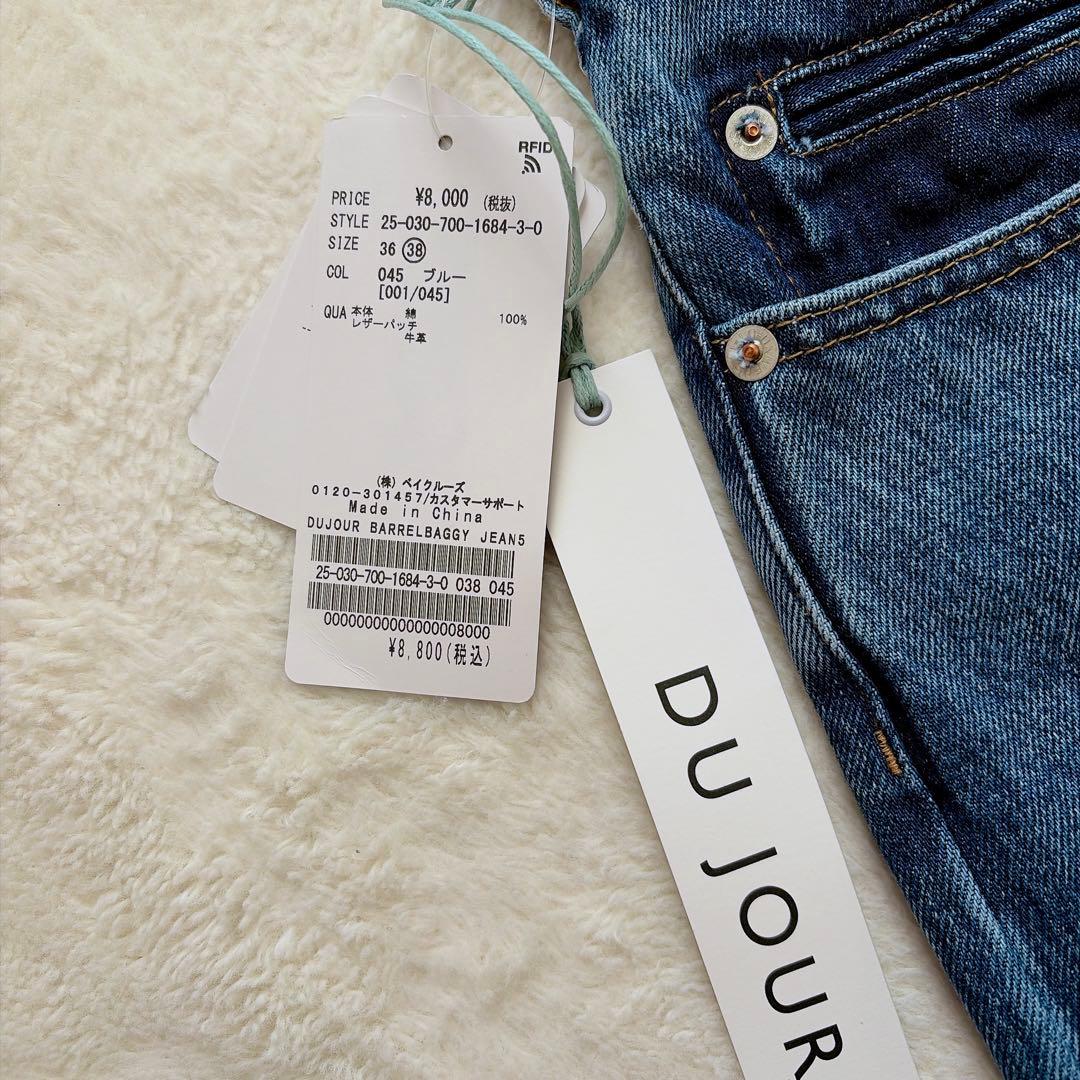 RFID
PRICE ¥8,000 (税抜)
STYLE 25-030-700-1684-3-0
SIZE 36 38
COL 045 ブルー
[001/045]
QUA 本体 綿 100%
レザーパッチ
牛革
(株) ベイクルーズ
0120-301457/カスタマーサポート
Made in China
DUJOUR BARRELBAGGY JEAN5
25-030-700-1684-3-0 038 045
00000000000000008000
¥8,800(税込)
DU JOUR